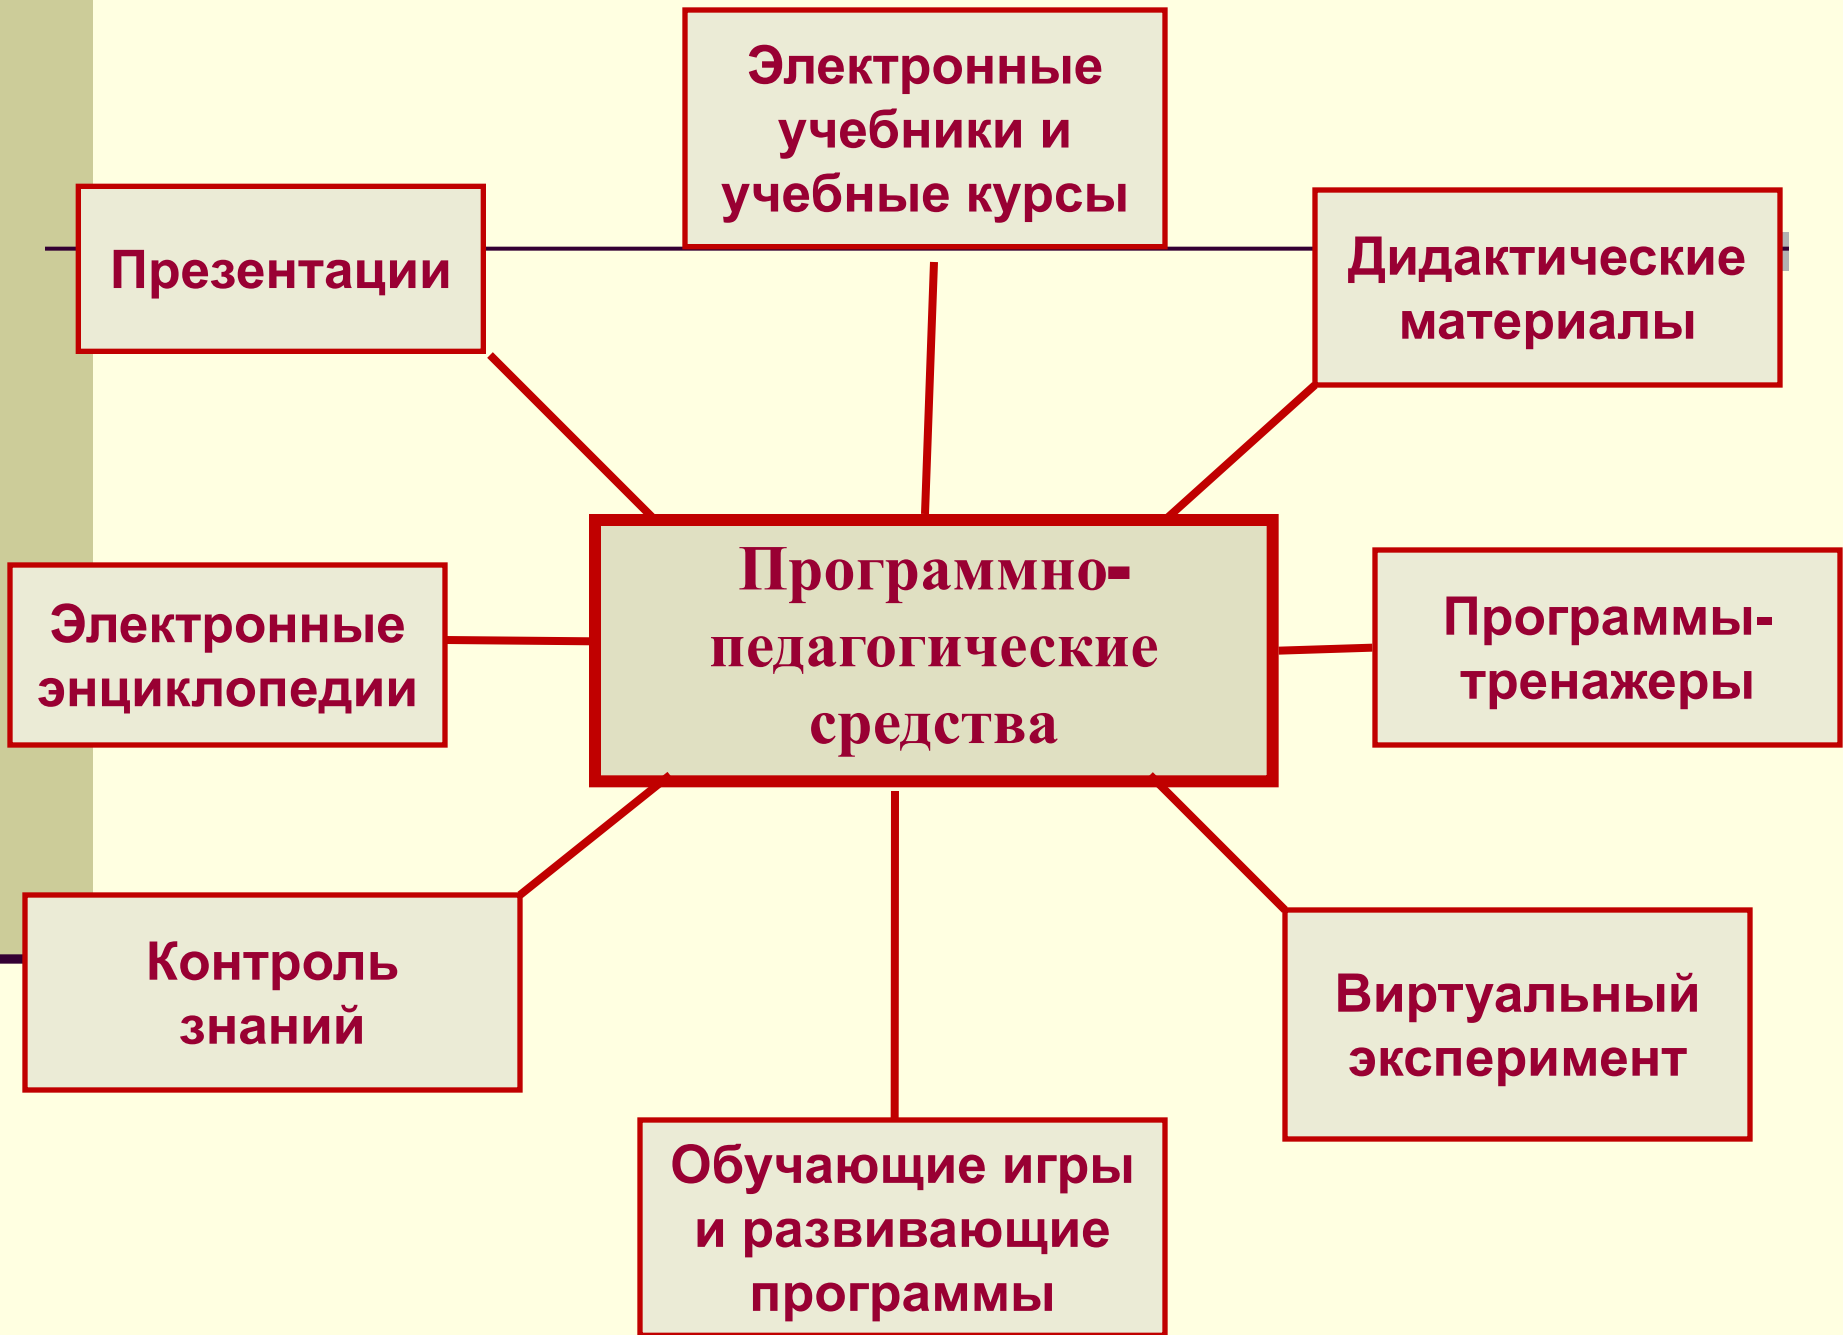 Электронные
учебники и
учебные курсы
Презентации
Дидактические
материалы
Программно-
педагогические
средства
Электронные
энциклопедии
Программы-
тренажеры
Контроль
знаний
Виртуальный
эксперимент
Обучающие игры
и развивающие
программы